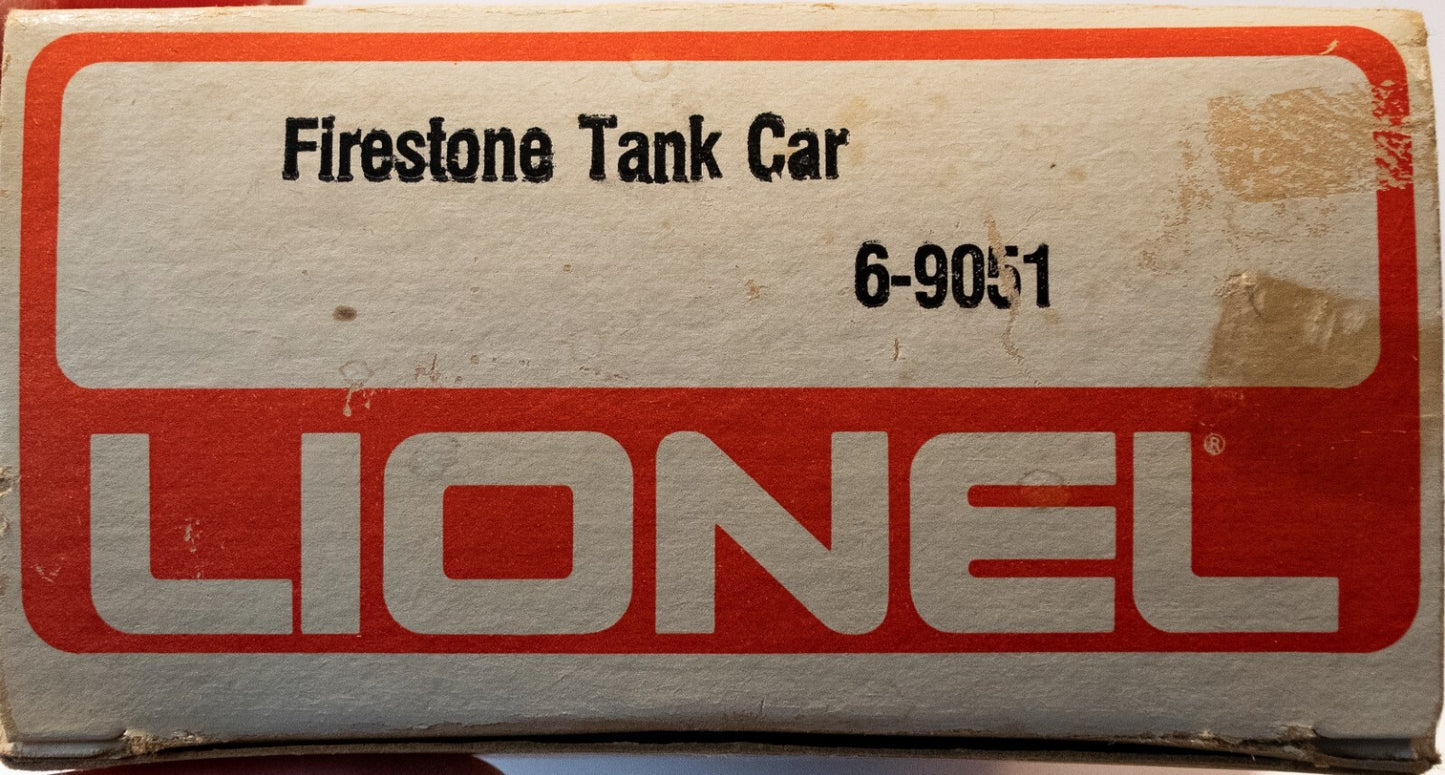 Firestone Tank Car
6-9051
LIONEL®